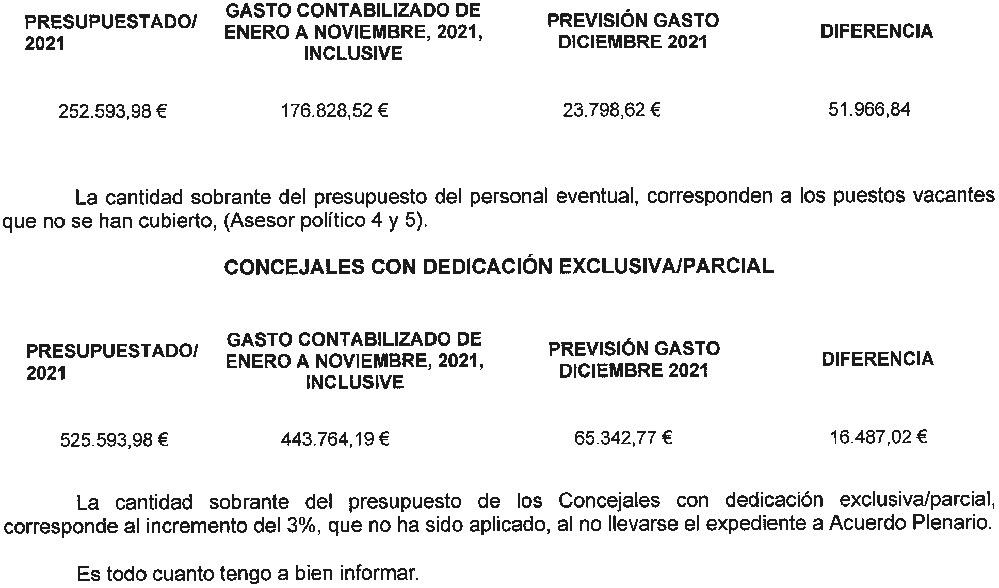 PRESUPUESTADO/
2021
GASTO CONTABILIZADO DE
ENERO A NOVIEMBRE, 2021,
INCLUSIVE
PREVISIÓN GASTO
DICIEMBRE 2021
DIFERENCIA
252.593,98 €
176.828,52 €
23.798,62 €
51.966,84
La cantidad sobrante del presupuesto del personal eventual, corresponden a los puestos vacantes
que no se han cubierto, (Asesor político 4 y 5).
CONCEJALES CON DEDICACIÓN EXCLUSIVA/PARCIAL
PRESUPUESTADO/
2021
GASTO CONTABILIZADO DE
ENERO A NOVIEMBRE, 2021,
INCLUSIVE
PREVISIÓN GASTO
DICIEMBRE 2021
DIFERENCIA
525.593,98 €
443.764,19 €
65.342,77 €
16.487,02 €
La cantidad sobrante del presupuesto de los Concejales con dedicación exclusiva/parcial,
corresponde al incremento del 3%, que no ha sido aplicado, al no llevarse el expediente a Acuerdo Plenario.
Es todo cuanto tengo a bien informar.